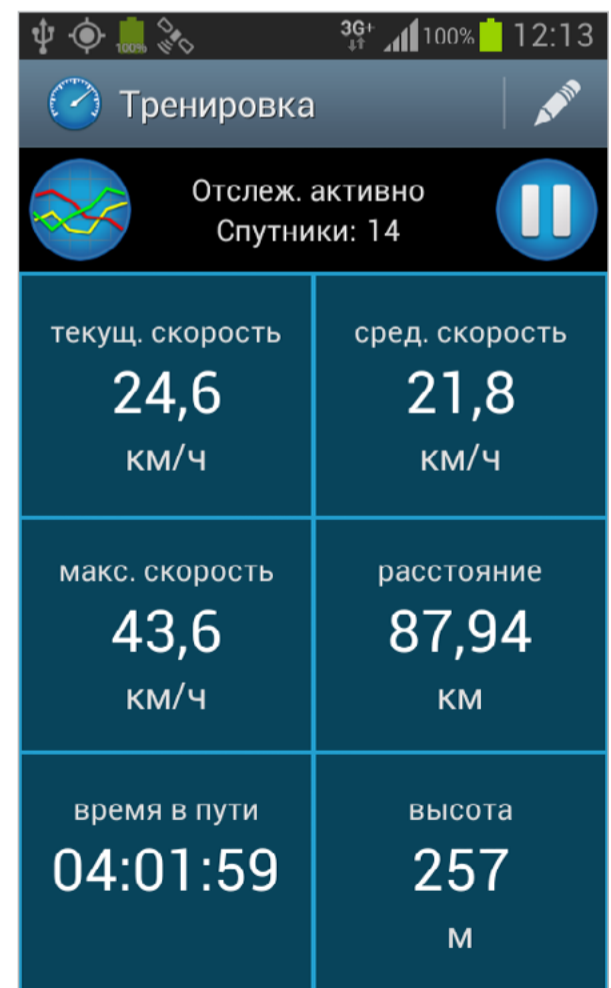 100% 3G+ 100% 12:13
Тренировка
Отслеж. активно
Спутники: 14
текущ. скорость
24,6
км/ч
сред. скорость
21,8
км/ч
макс. скорость
43,6
км/ч
расстояние
87,94
км
время в пути
04:01:59
высота
257
м